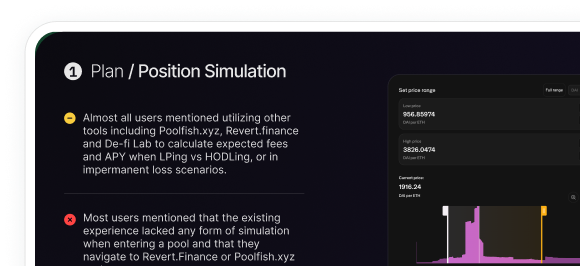 1 Plan / Position Simulation
Almost all users mentioned utilizing other
tools including Poolfish.xyz, Revert.finance
and De-fi Lab to calculate expected fees
and APY when LPing vs HODLing, or in
impermanent loss scenarios.
Most users mentioned that the existing
experience lacked any form of simulation
when entering a pool and that they
navigate to Revert.Finance or Poolfish.xyz
Set price range
Full range
Low price
956.85974
DAI per ETH
High price
3826.0474
DAI per ETH
Current price:
1916.24
DAI per ETH